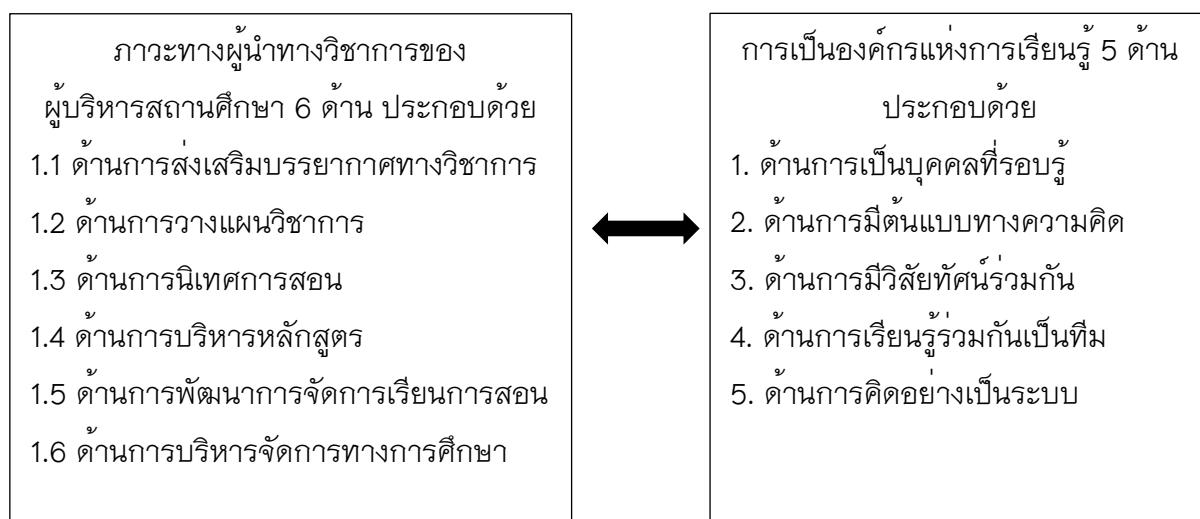 ภาวะทางผู้นำทางวิชาการของ
ผู้บริหารสถานศึกษา 6 ด้าน ประกอบด้วย
1.1 ด้านการส่งเสริมบรรยากาศทางวิชาการ
1.2 ด้านการวางแผนวิชาการ
1.3 ด้านการนิเทศการสอน
1.4 ด้านการบริหารหลักสูตร
1.5 ด้านการพัฒนาการจัดการเรียนการสอน
1.6 ด้านการบริหารจัดการทางการศึกษา
การเป็นองค์กรแห่งการเรียนรู้ 5 ด้าน
ประกอบด้วย
1. ด้านการเป็นบุคคลที่รอบรู้
2. ด้านการมีต้นแบบทางความคิด
3. ด้านการมีวิสัยทัศน์ร่วมกัน
4. ด้านการเรียนรู้ร่วมกันเป็นทีม
5. ด้านการคิดอย่างเป็นระบบ